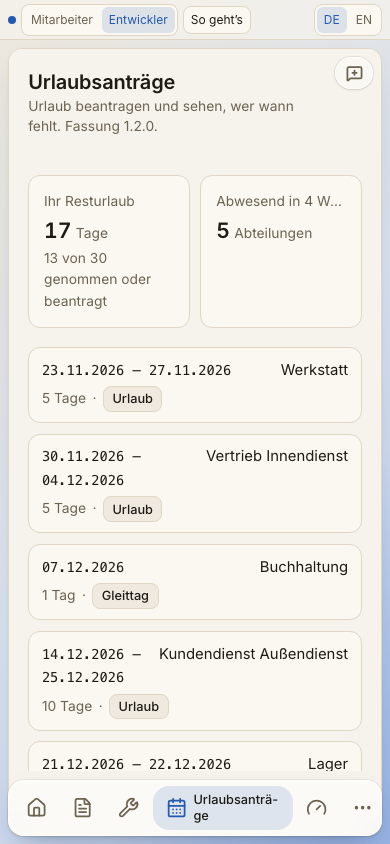 Mitarbeiter Entwickler So geht's DE EN
Urlaubsanträge
Urlaub beantragen und sehen, wer wann
fehlt. Fassung 1.2.0.
Ihr Resturlaub
17 Tage
13 von 30
genommen oder
beantragt
Abwesend in 4 W…
5 Abteilungen
23.11.2026 – 27.11.2026 Werkstatt
5 Tage · Urlaub
30.11.2026 – Vertrieb Innendienst
04.12.2026
5 Tage · Urlaub
07.12.2026 Buchhaltung
1 Tag · Gleittag
14.12.2026 – Kundendienst Außendienst
25.12.2026
10 Tage · Urlaub
21.12.2026 – 22.12.2026 Lager
Urlaubsanträ-
ge